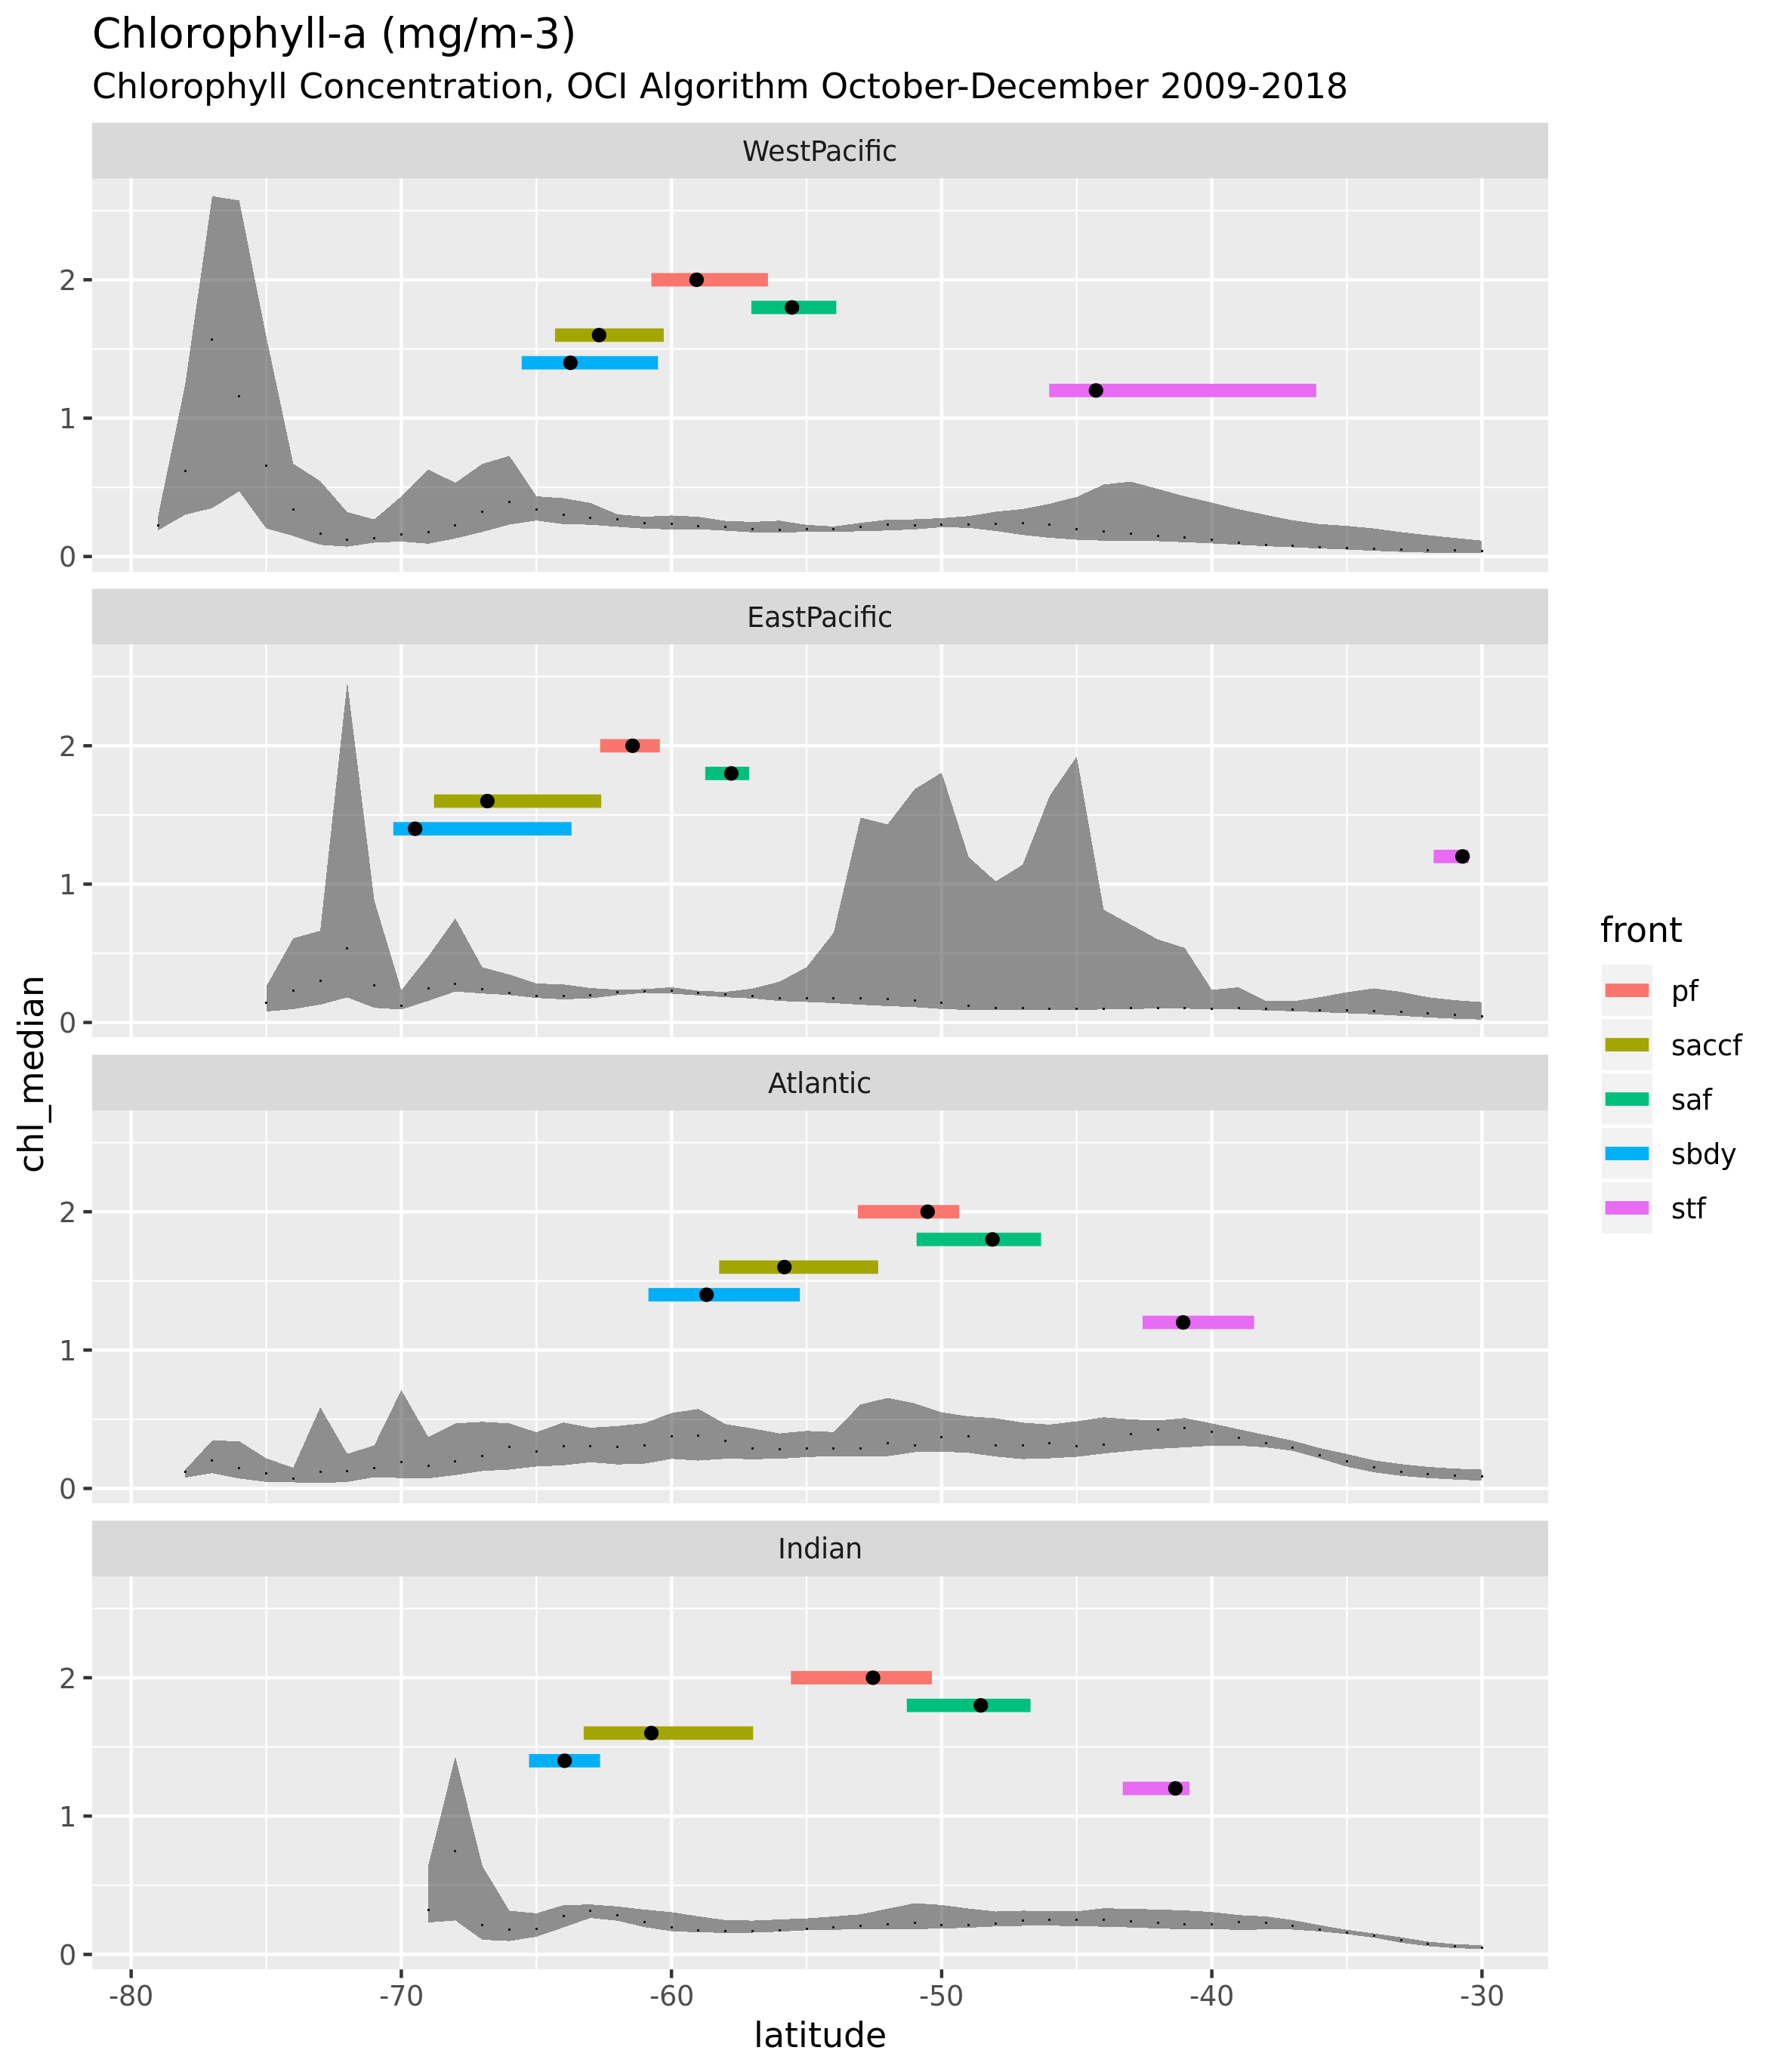 Chlorophyll-a (mg/m-3)
Chlorophyll Concentration, OCI Algorithm October-December 2009-2018
WestPacific
2
1
0
EastPacific
2
1
0
Atlantic
2
1
0
Indian
2
1
0
-80 -70 -60 -50 -40 -30
latitude
chl_median
front
pf
saccf
saf
sbdy
stf